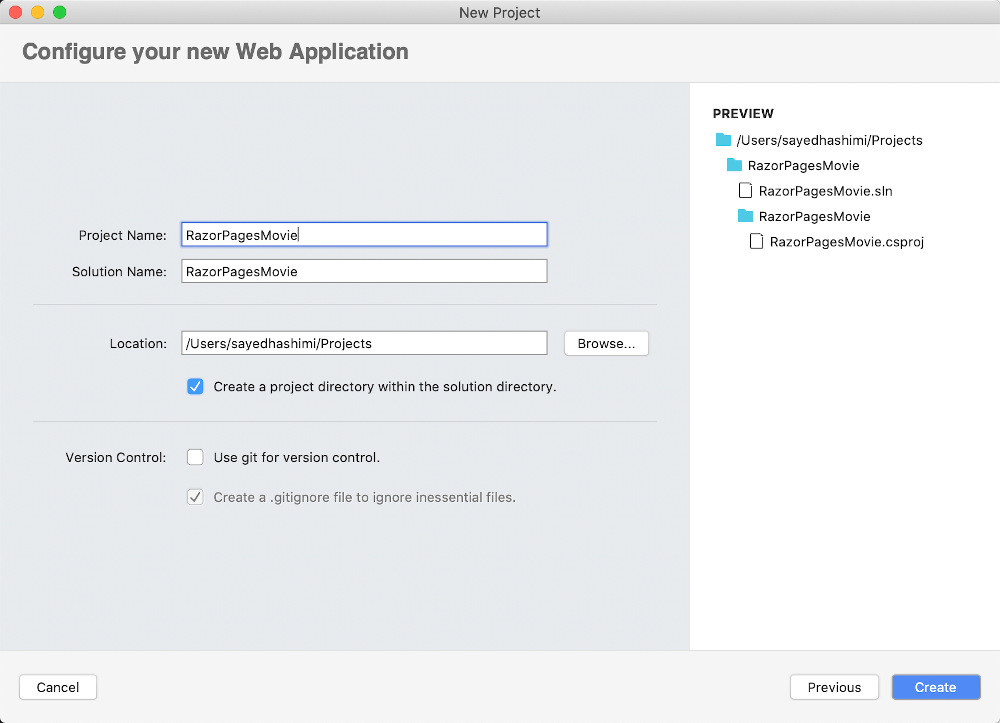 New Project
Configure your new Web Application
Project Name: RazorPagesMovie
Solution Name: RazorPagesMovie
Location: /Users/sayedhashimi/Projects Browse...
Create a project directory within the solution directory.
Version Control: Use git for version control.
Create a .gitignore file to ignore inessential files.
PREVIEW
/Users/sayedhashimi/Projects
RazorPagesMovie
RazorPagesMovie.sln
RazorPagesMovie
RazorPagesMovie.csproj
Cancel Previous Create